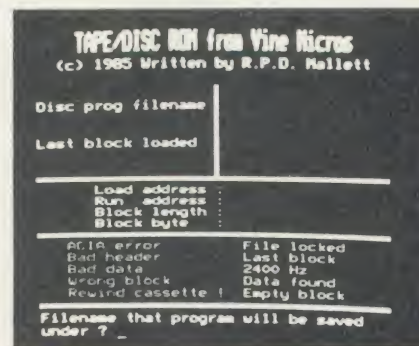 TAPE/DISC ROM from Vine Micros
(c) 1985 Written by R.P.D. Mallett
Disc prog filename
Last block loaded
Load address :
Run address :
Block length :
Block byte :
ACIA error File locked
Bad header Last block
Bad data 2400 Hz
Wrong block Data found
Rewind cassette ! Empty block
Filename that program will be saved
under ? _